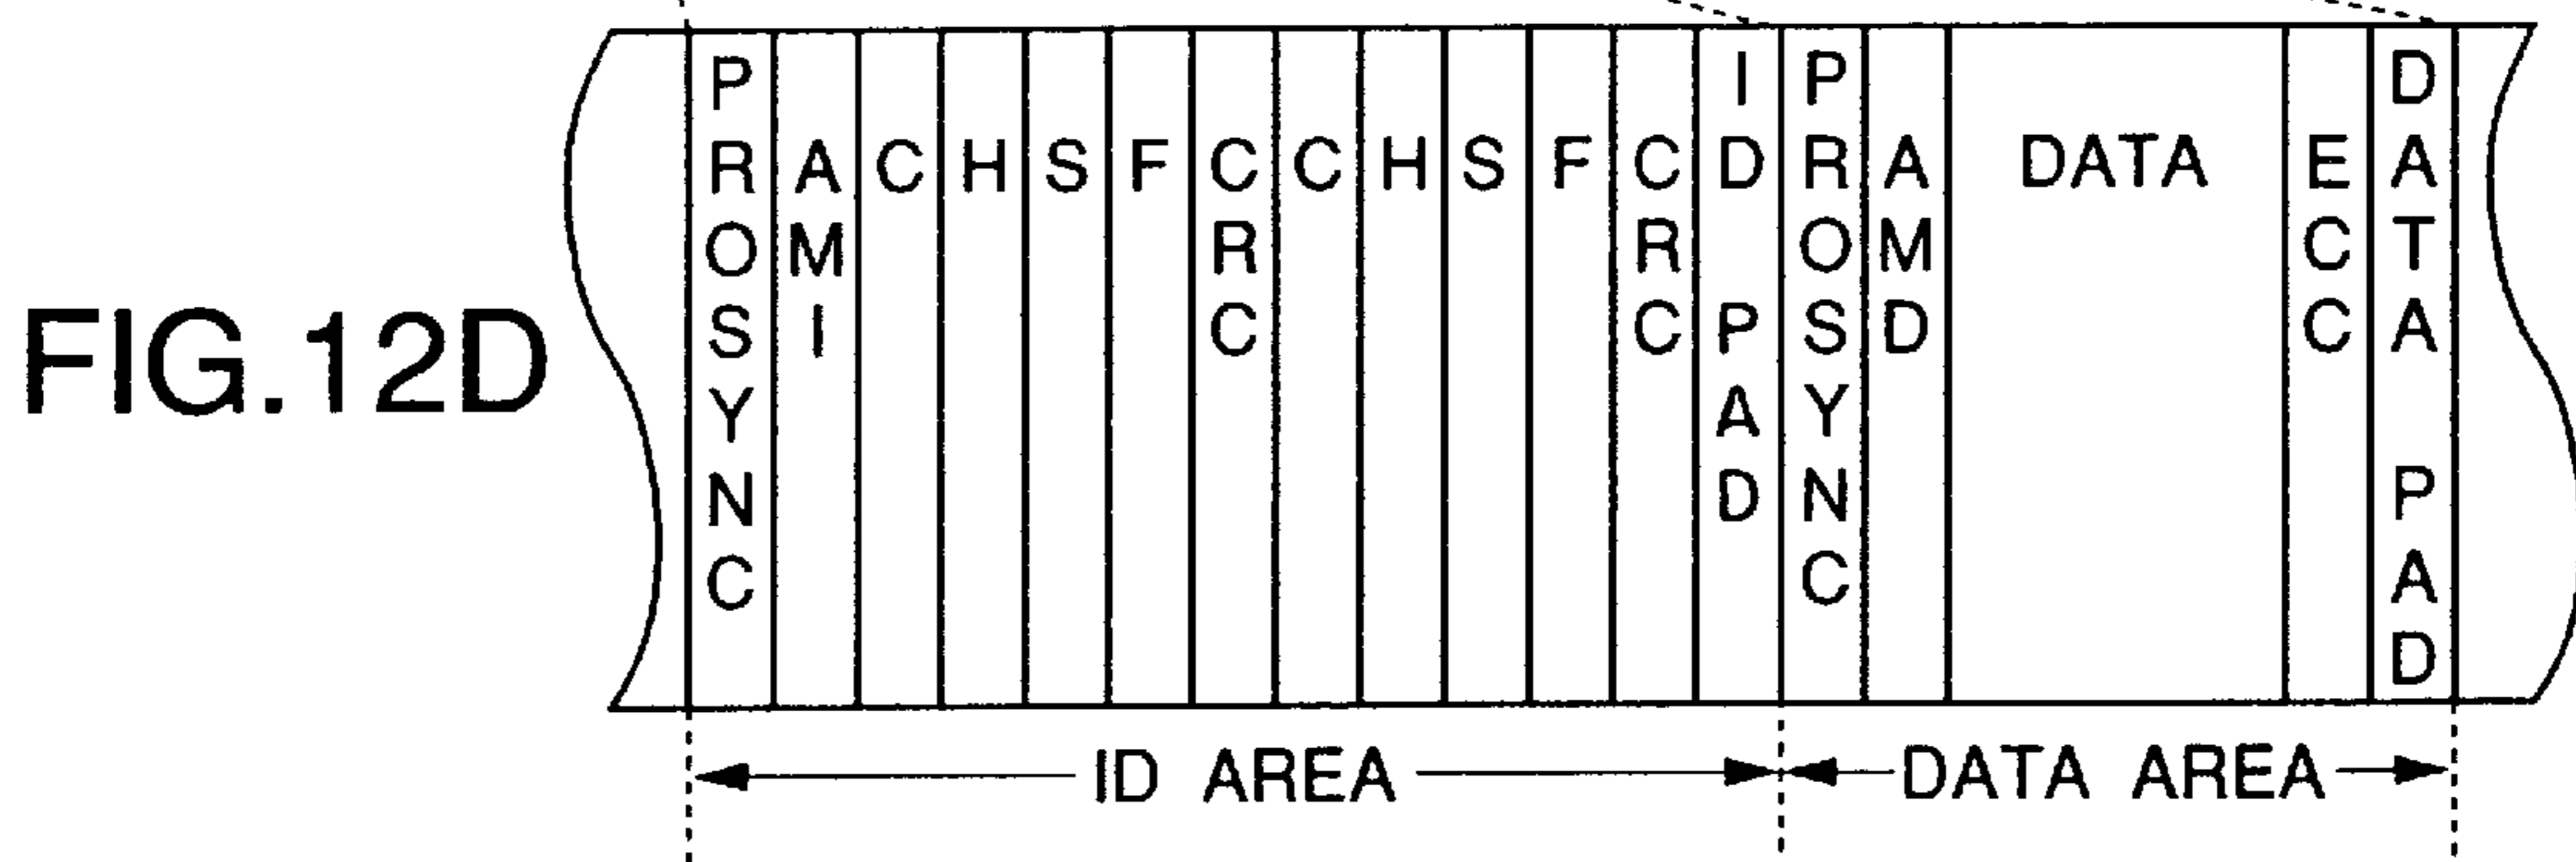 FIG.12D
PROSYNC
AMI
C
H
S
F
CRC
C
H
S
F
CRC
ID PAD
PROSYNC
AMD
DATA
ECC
DATA PAD
ID AREA
DATA AREA